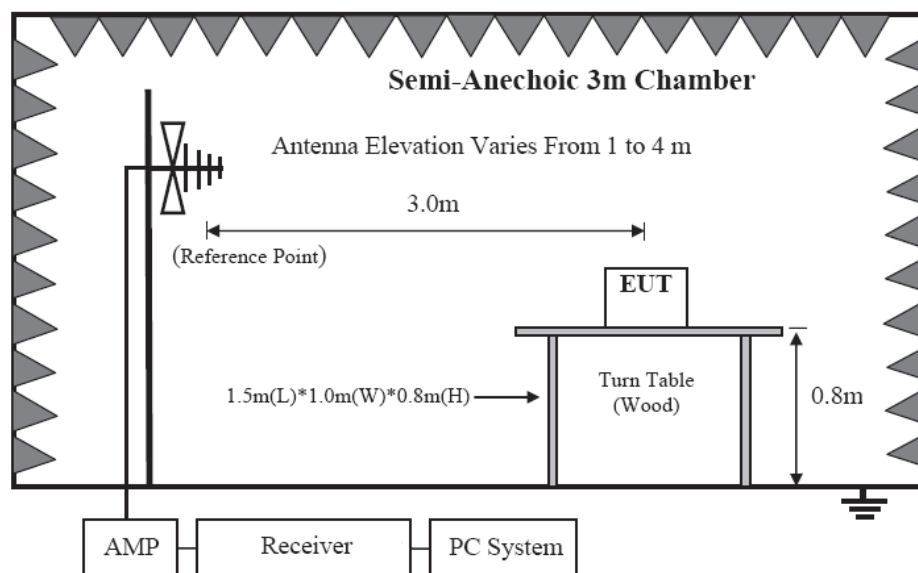 Semi-Anechoic 3m Chamber
Antenna Elevation Varies From 1 to 4 m
3.0m
(Reference Point)
EUT
1.5m(L)*1.0m(W)*0.8m(H)
Turn Table
(Wood)
0.8m
AMP
Receiver
PC System